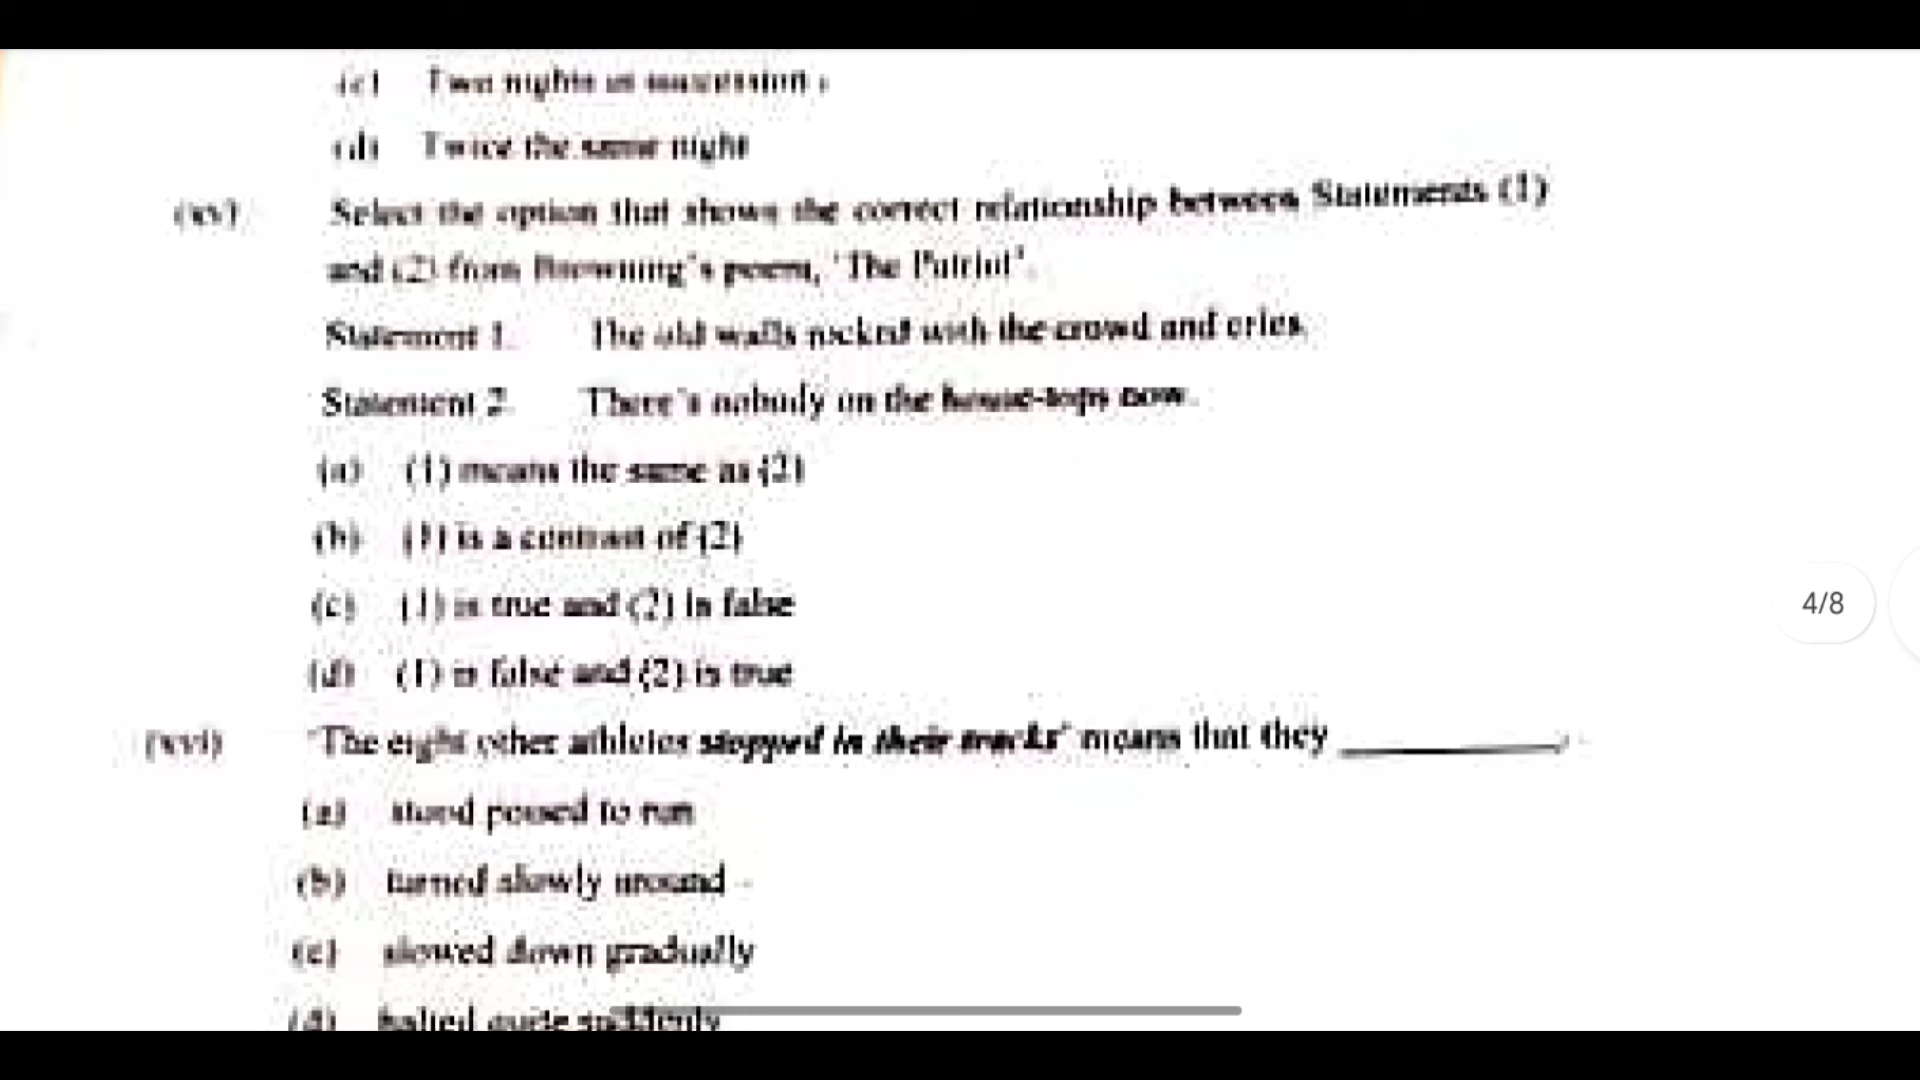 (c) Two nights in succession
(d) Twice the same night
(xv) Select the option that shows the correct relationship between Statements (1)
and (2) from Browning's poem, 'The Patriot'.
Statement 1. The old walls rocked with the crowd and cries.
Statement 2. There's nobody on the house-tops now.
(a) (1) means the same as (2)
(b) (1) is a contrast of (2)
(c) (1) is true and (2) is false
(d) (1) is false and (2) is true
(xvi) 'The eight other athletes stopped in their tracks' means that they ________.
(a) stood poised to run
(b) turned slowly around
(c) slowed down gradually
(d) halted quite suddenly
4/8